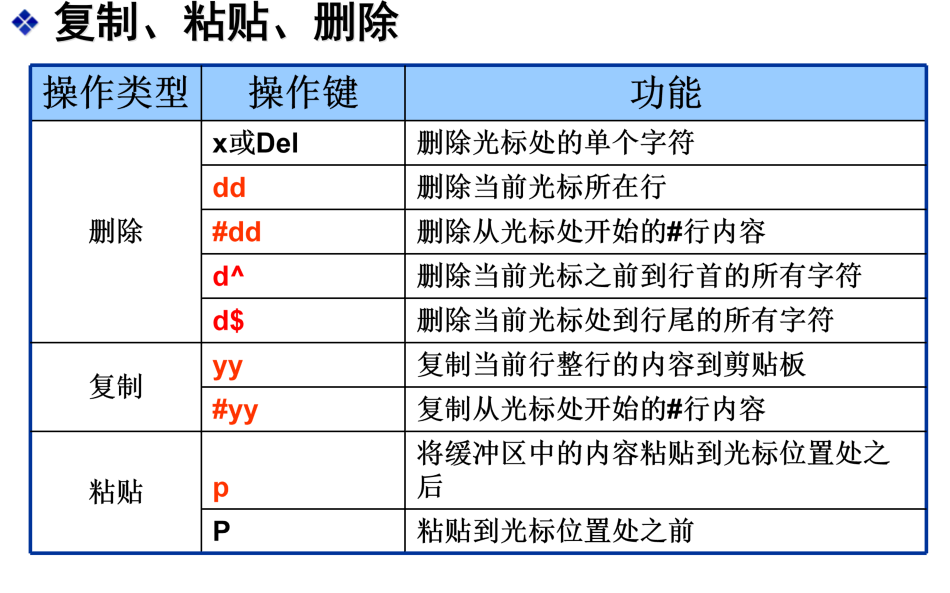 复制、粘贴、删除
操作类型 操作键 功能
删除
x或Del 删除光标处的单个字符
dd 删除当前光标所在行
#dd 删除从光标处开始的#行内容
d^ 删除当前光标之前到行首的所有字符
d$ 删除当前光标处到行尾的所有字符
复制
yy 复制当前行整行的内容到剪贴板
#yy 复制从光标处开始的#行内容
粘贴
p 将缓冲区中的内容粘贴到光标位置处之
后
P 粘贴到光标位置处之前